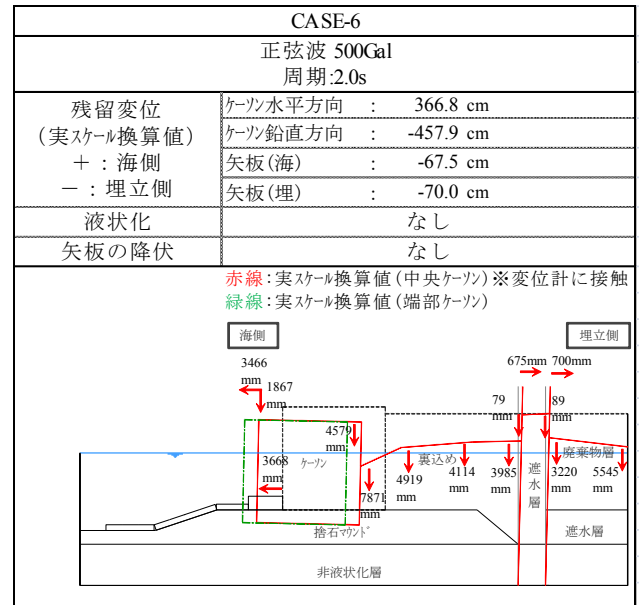 CASE-6
正弦波 500Gal
周期:2.0s
残留変位
(実ｽｹｰﾙ換算値)
＋：海側
－：埋立側
ｹｰｿﾝ水平方向 : 366.8 cm
ｹｰｿﾝ鉛直方向 : -457.9 cm
矢板(海) : -67.5 cm
矢板(埋) : -70.0 cm
液状化 なし
矢板の降伏 なし
赤線:実ｽｹｰﾙ換算値(中央ｹｰｿﾝ)※変位計に接触
緑線:実ｽｹｰﾙ換算値(端部ｹｰｿﾝ)
海側 埋立側
3466
mm
1867
mm
675mm 700mm
79
mm
89
mm
4579
mm
3668
mm
ｹｰｿﾝ
7871
mm
裏込め
4919
mm
4114
mm
3985
mm
遮水層
廃棄物層
3220
mm
5545
mm
捨石ﾏｳﾝﾄﾞ
遮水層
非液状化層